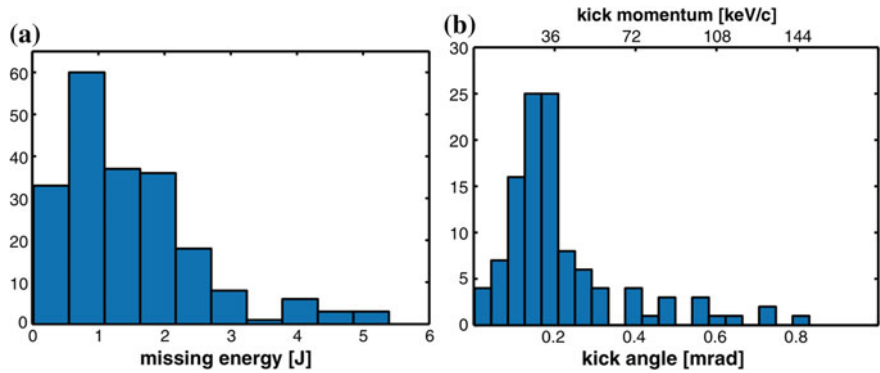 (a)
60
50
40
30
20
10
0
0 1 2 3 4 5 6
missing energy [J]
(b)
kick momentum [keV/c]
36 72 108 144
30
25
20
15
10
5
0
0.2 0.4 0.6 0.8
kick angle [mrad]